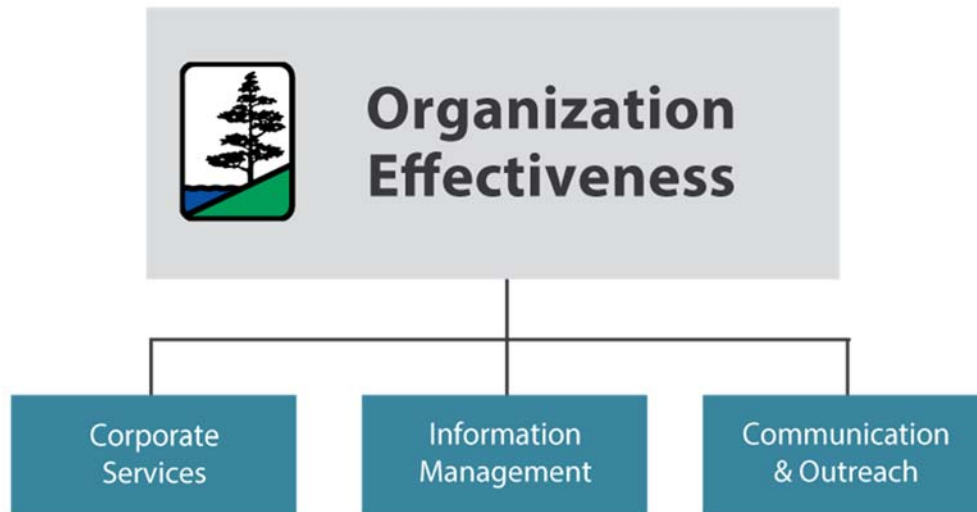 Organization
Effectiveness
Corporate
Services
Information
Management
Communication
& Outreach